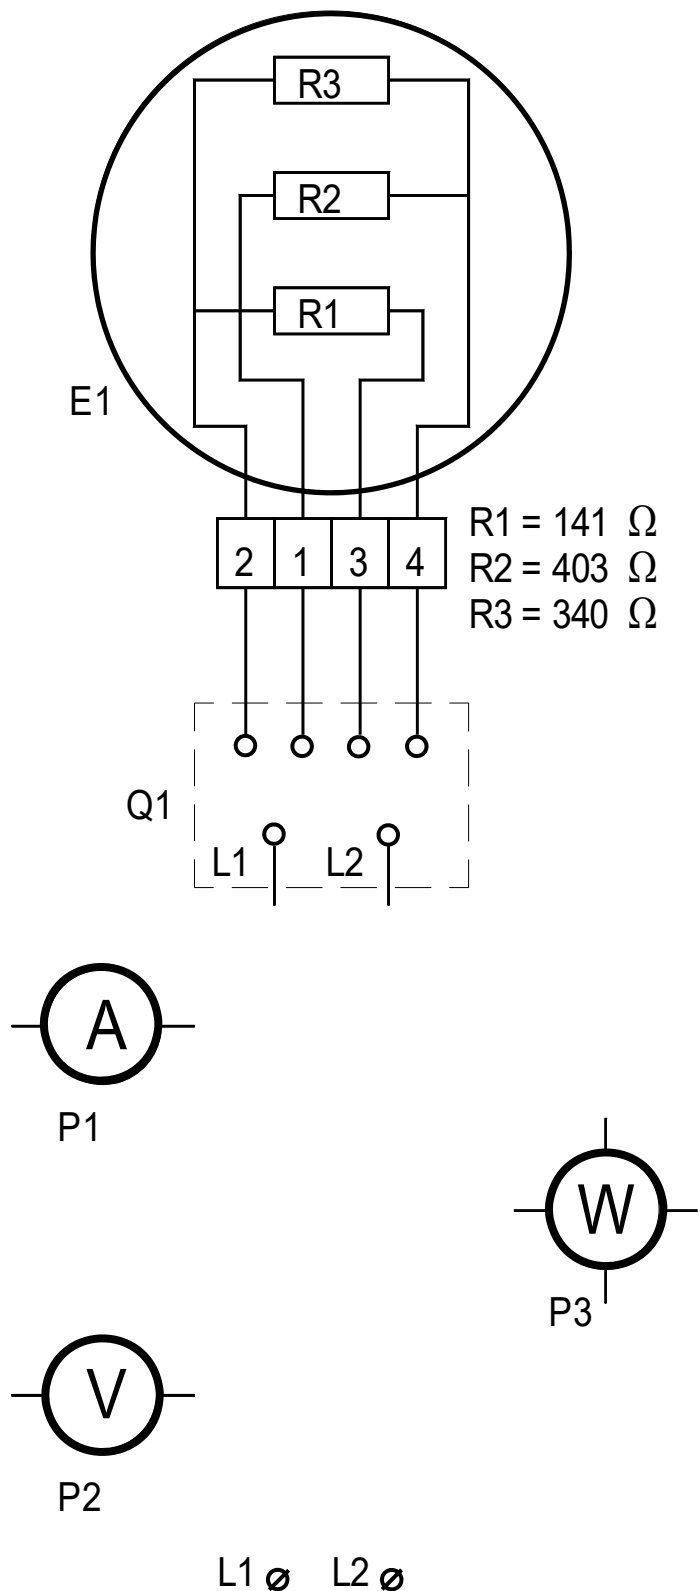 R3
R2
R1
E1
R1 = 141 Ω
2 1 3 4
R2 = 403 Ω
R3 = 340 Ω
Q1
L1 L2
A
P1
W
P3
V
P2
L1 L2